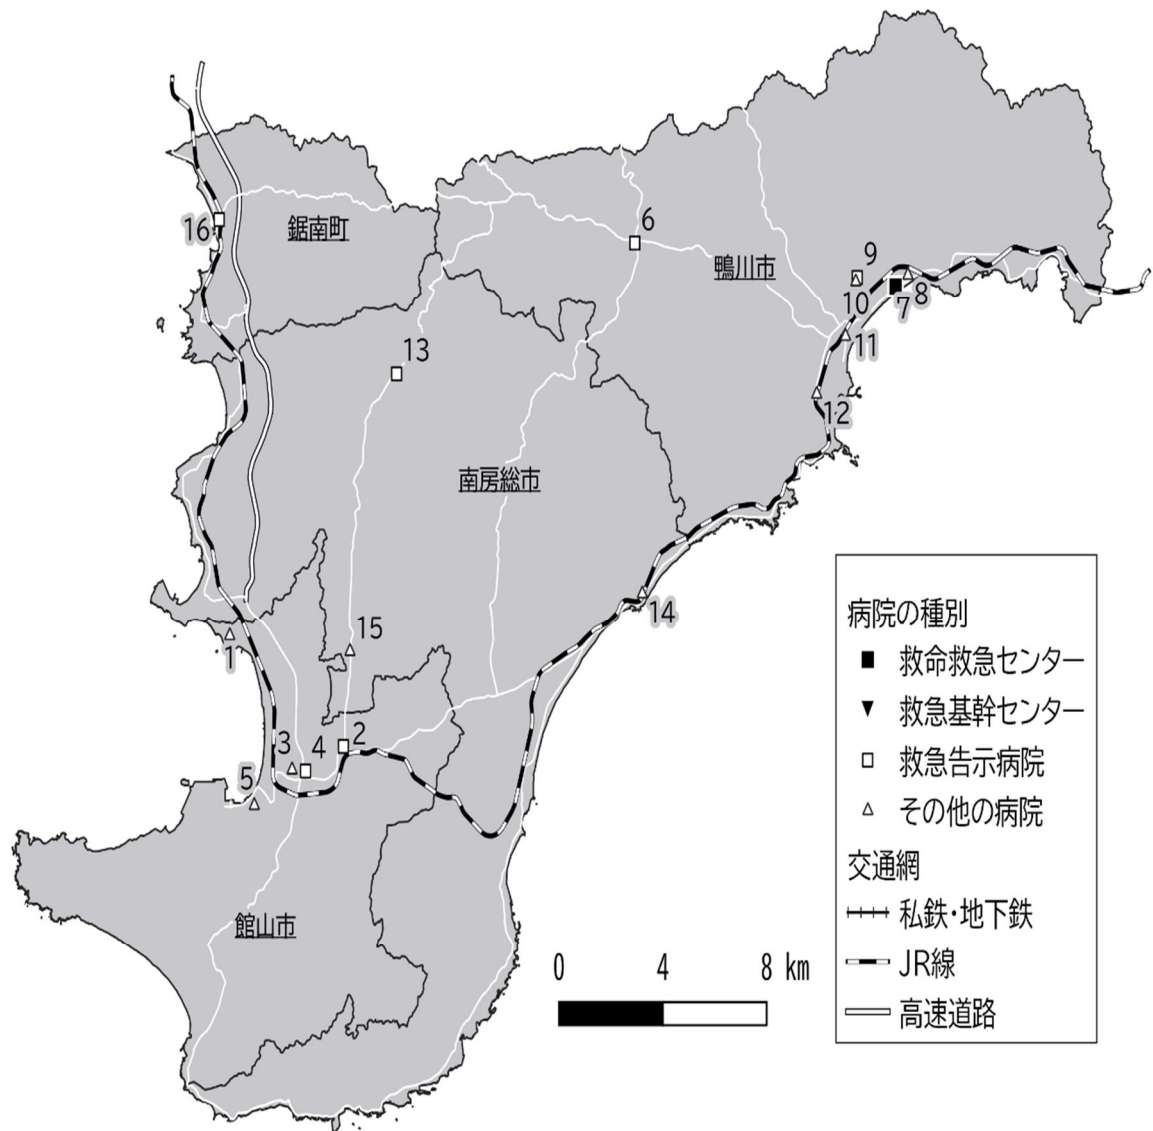 16
鋸南町
6
鴨川市
9
10
7
8
11
12
13
南房総市
14
15
1
2
3
4
5
館山市
0 4 8 km
病院の種別
救命救急センター
救急基幹センター
救急告示病院
その他の病院
交通網
私鉄・地下鉄
JR線
高速道路